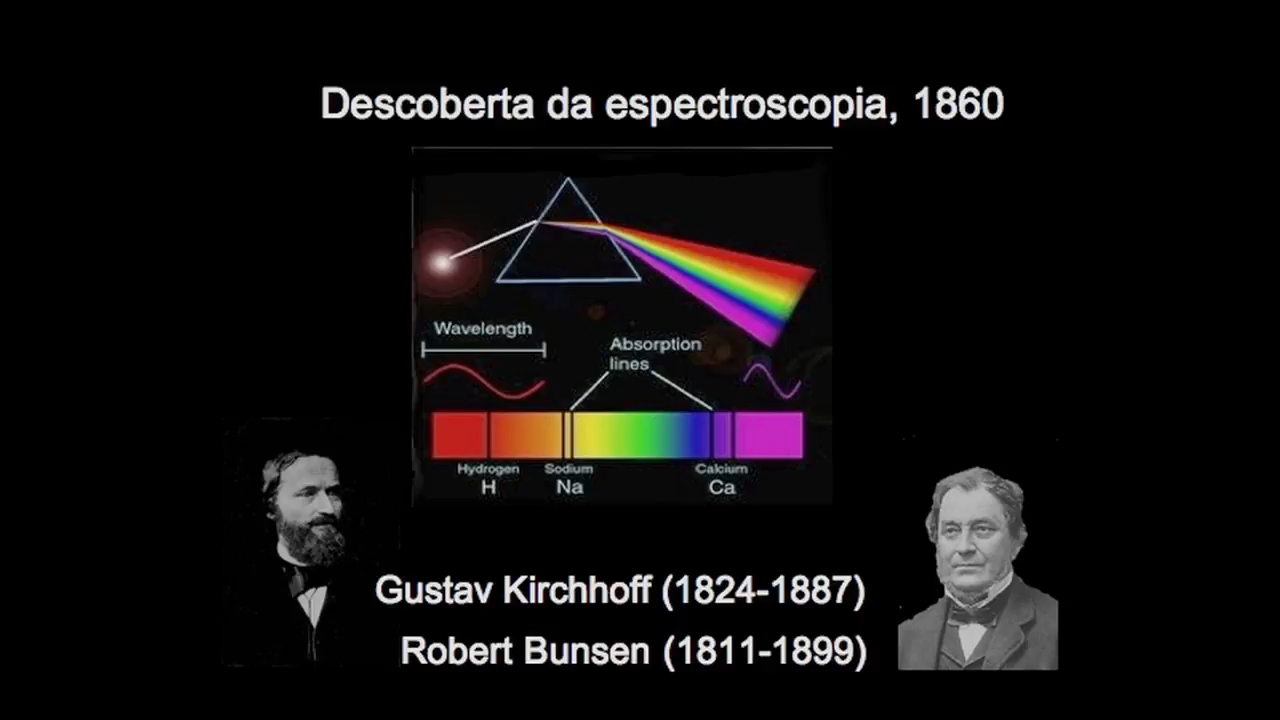 Descoberta da espectroscopia, 1860
Wavelength
Absorption
lines
Hydrogen
Sodium
Calcium
H
Na
Ca
Gustav Kirchhoff (1824-1887)
Robert Bunsen (1811-1899)